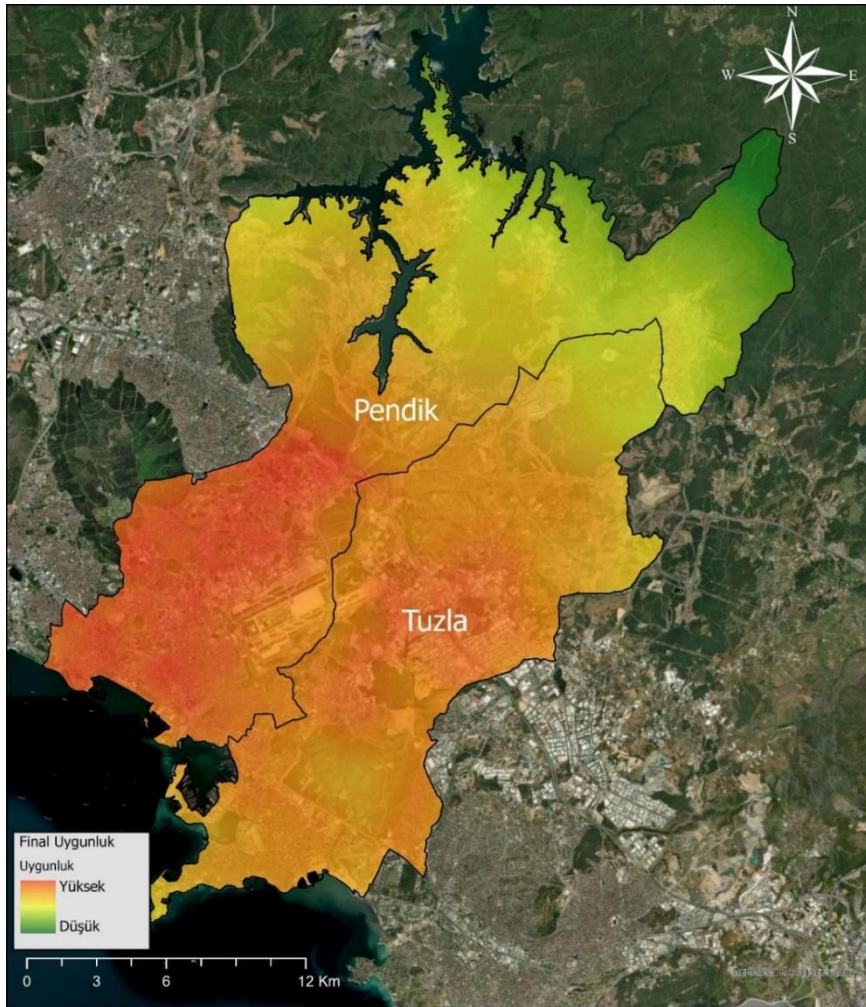 N
W E
S
Pendik
Tuzla
Final Uygunluk
Uygunluk
Yüksek
Düşük
0 3 6 12 Km